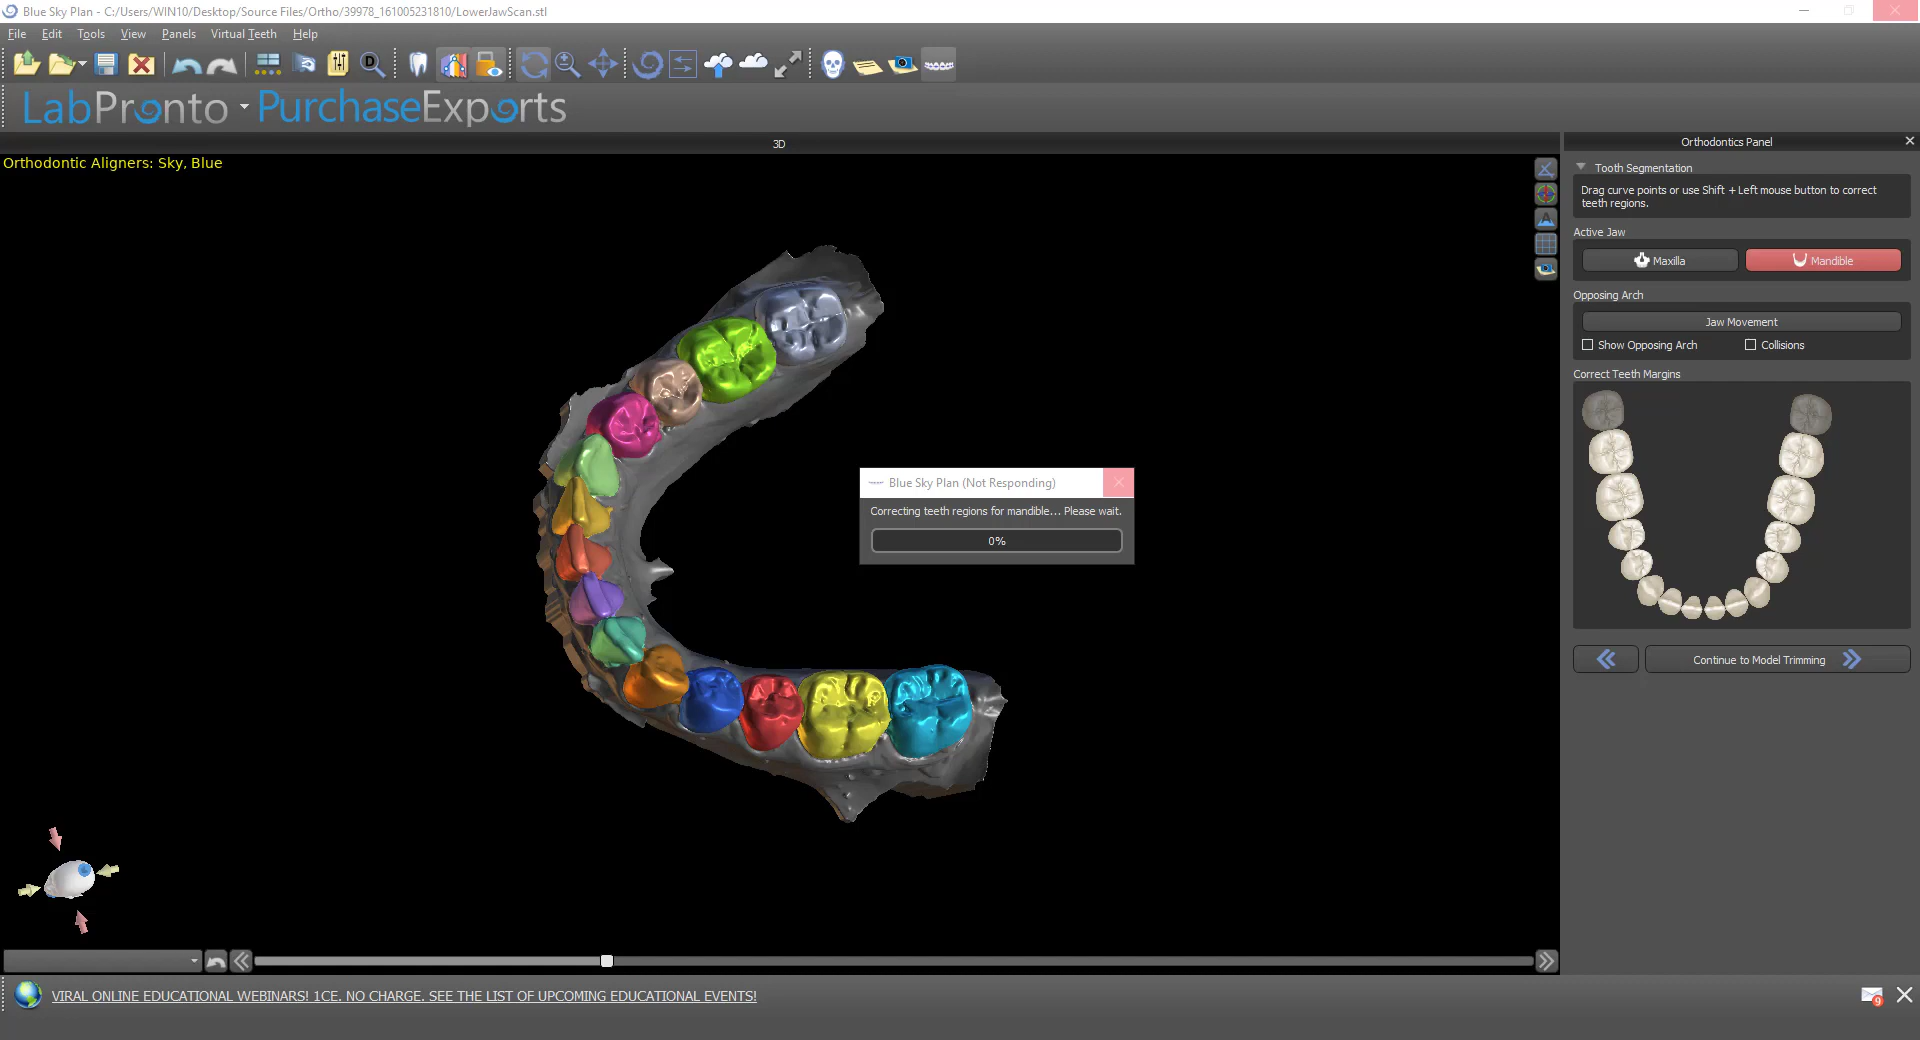 Blue Sky Plan - C:/Users/WIN10/Desktop/Source Files/Ortho/39978_161005231810/LowerJawScan.stl
File Edit Tools View Panels Virtual Teeth Help
D
LabPronto PurchaseExports
3D
Orthodontic Aligners: Sky, Blue
Orthodontics Panel
Tooth Segmentation
Drag curve points or use Shift + Left mouse button to correct
teeth regions.
Active Jaw
Maxilla Mandible
Opposing Arch
Jaw Movement
Show Opposing Arch Collisions
Correct Teeth Margins
Continue to Model Trimming
Blue Sky Plan (Not Responding)
Correcting teeth regions for mandible... Please wait.
0%
VIRAL ONLINE EDUCATIONAL WEBINARS! 1CE. NO CHARGE. SEE THE LIST OF UPCOMING EDUCATIONAL EVENTS!
9